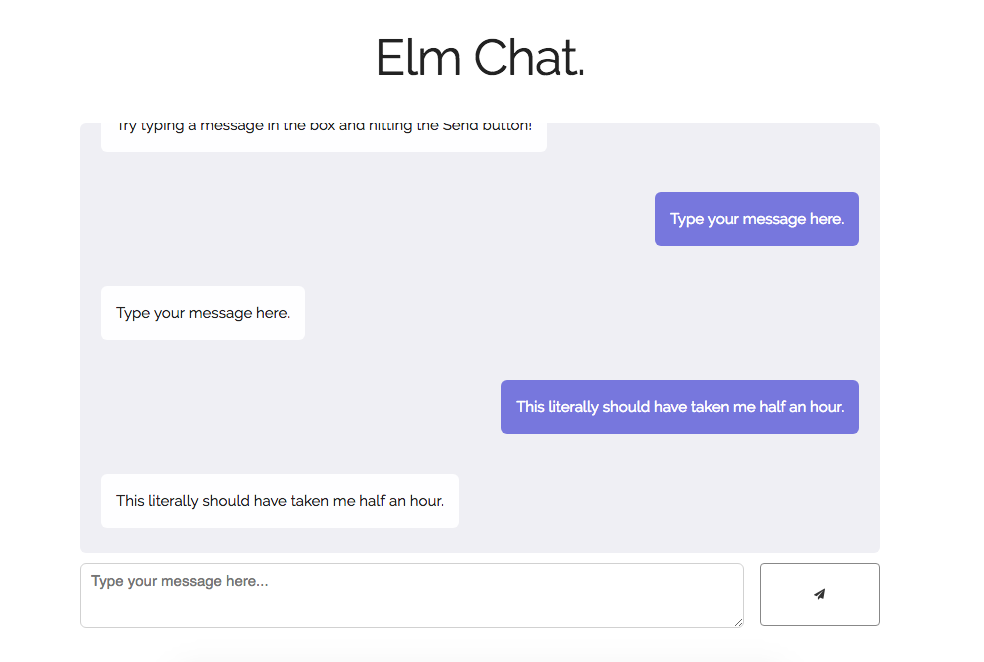 Elm Chat.
Try typing a message in the box and hitting the Send button!
Type your message here.
Type your message here.
This literally should have taken me half an hour.
This literally should have taken me half an hour.
Type your message here...